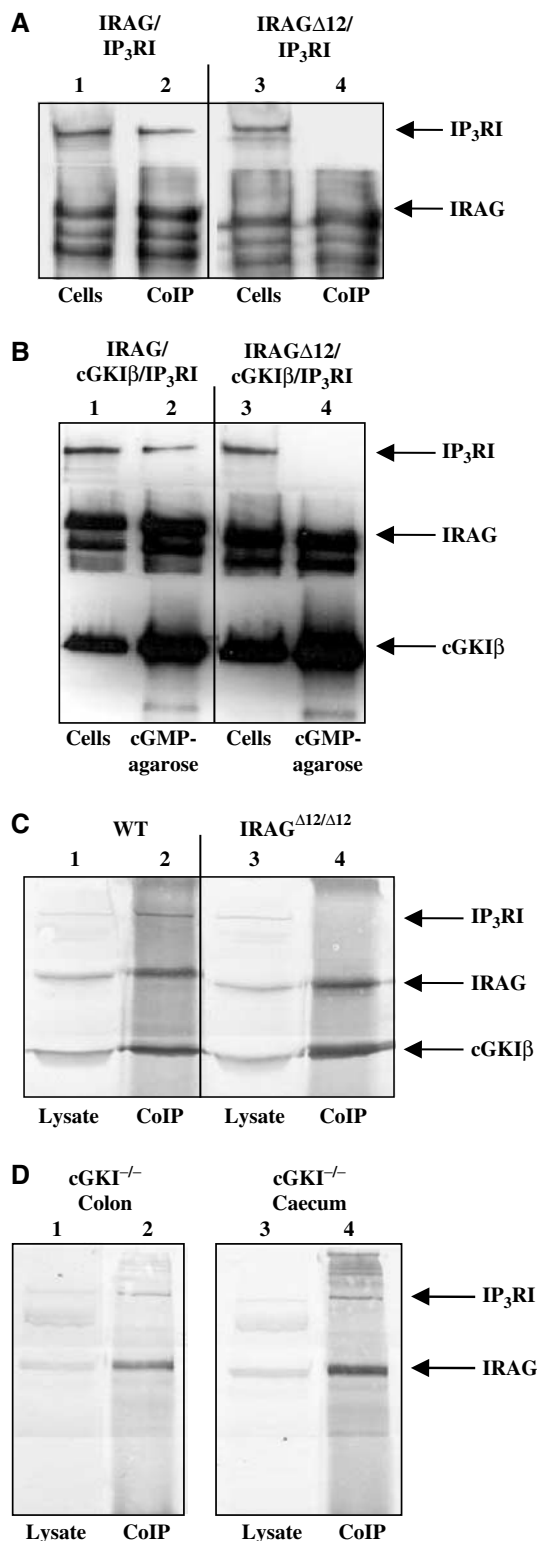 A
IRAG/
IP₃RI
IRAGΔ12/
IP₃RI
1 2 3 4
IP₃RI
IRAG
Cells CoIP Cells CoIP
B
IRAG/
cGKIβ/IP₃RI
IRAGΔ12/
cGKIβ/IP₃RI
1 2 3 4
IP₃RI
IRAG
cGKIβ
Cells cGMP-
agarose
Cells cGMP-
agarose
C
WT IRAG^Δ12/Δ12
1 2 3 4
IP₃RI
IRAG
cGKIβ
Lysate CoIP Lysate CoIP
D
cGKI⁻/⁻
Colon
cGKI⁻/⁻
Caecum
1 2 3 4
IP₃RI
IRAG
Lysate CoIP Lysate CoIP